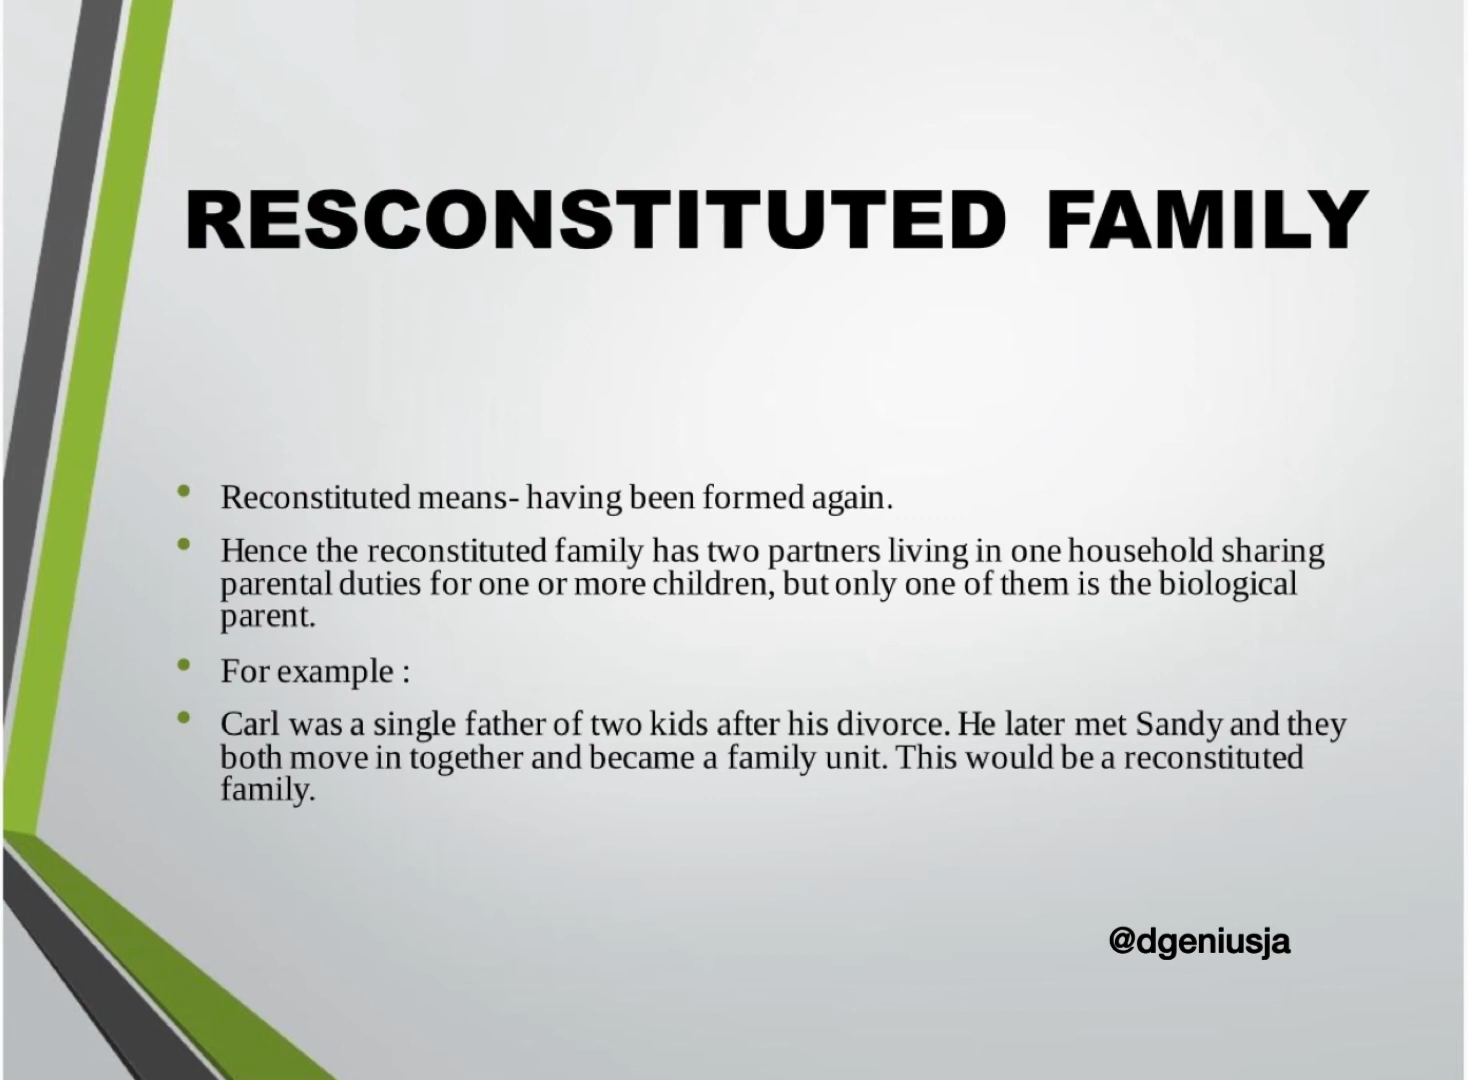 RESCONSTITUTED FAMILY
Reconstituted means- having been formed again.
Hence the reconstituted family has two partners living in one household sharing
parental duties for one or more children, but only one of them is the biological
parent.
For example :
Carl was a single father of two kids after his divorce. He later met Sandy and they
both move in together and became a family unit. This would be a reconstituted
family.
@dgeniusja